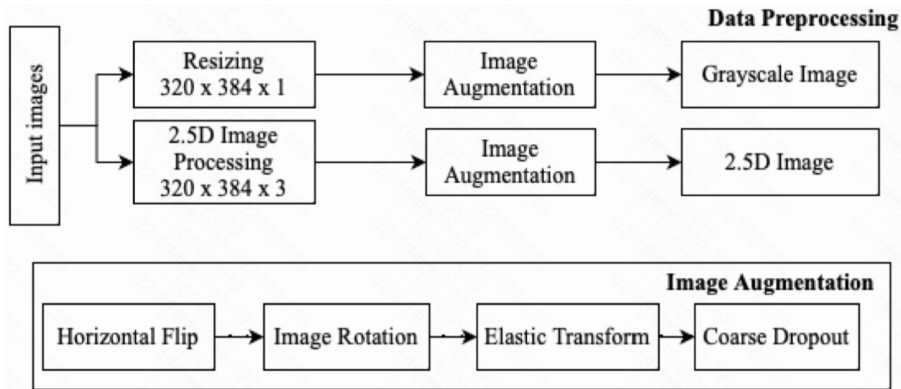 Data Preprocessing
Input images
Resizing
320 x 384 x 1
Image
Augmentation
Grayscale Image
2.5D Image
Processing
320 x 384 x 3
Image
Augmentation
2.5D Image
Image Augmentation
Horizontal Flip
Image Rotation
Elastic Transform
Coarse Dropout